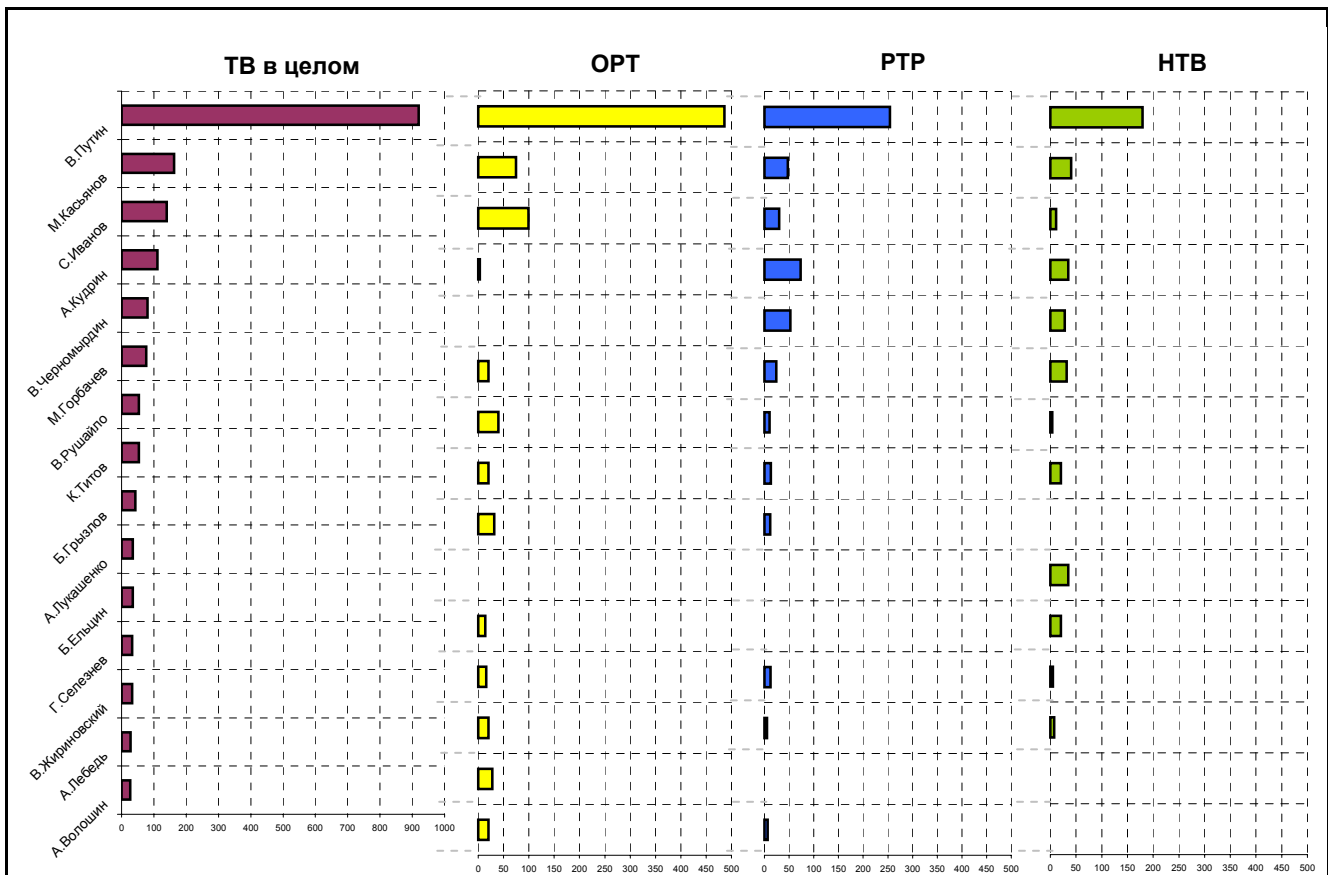 ТВ в целом
ОРТ
РТР
НТВ
В.Путин
М.Касьянов
С.Иванов
А.Кудрин
В.Черномырдин
М.Горбачев
В.Рушайло
К.Титов
Б.Грызлов
А.Лукашенко
Б.Ельцин
Г.Селезнев
В.Жириновский
А.Лебедь
А.Волошин
0 100 200 300 400 500 600 700 800 900 1000
0 50 100 150 200 250 300 350 400 450 500
0 50 100 150 200 250 300 350 400 450 500
0 50 100 150 200 250 300 350 400 450 500